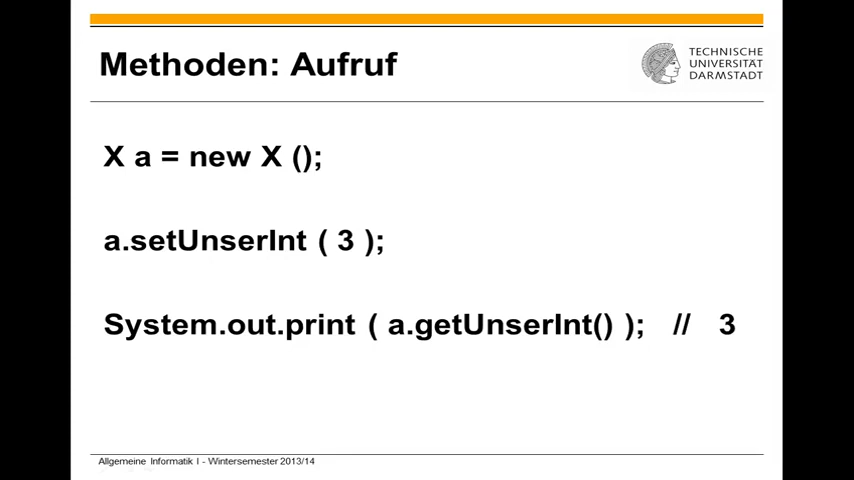 Methoden: Aufruf
TECHNISCHE
UNIVERSITÄT
DARMSTADT
X a = new X ();
a.setUnserInt ( 3 );
System.out.print ( a.getUnserInt() ); // 3
Allgemeine Informatik I - Wintersemester 2013/14